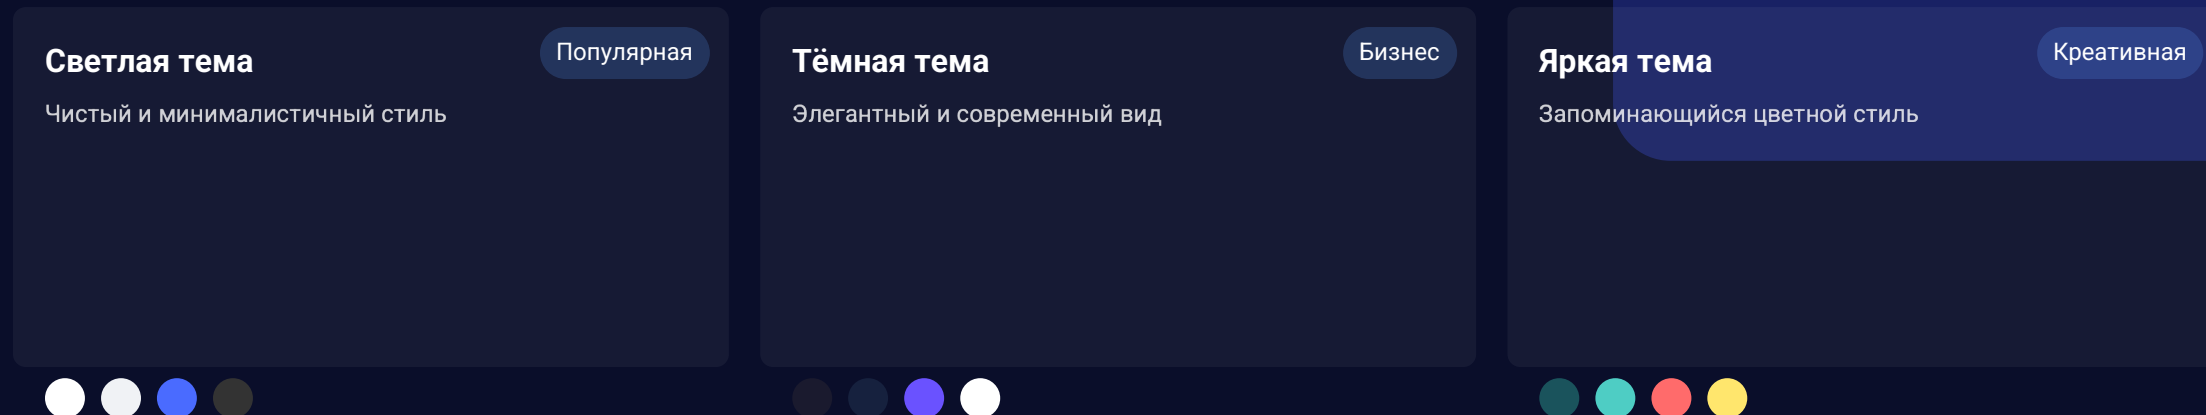 Светлая тема
Популярная
Чистый и минималистичный стиль
Тёмная тема
Бизнес
Элегантный и современный вид
Яркая тема
Креативная
Запоминающийся цветной стиль